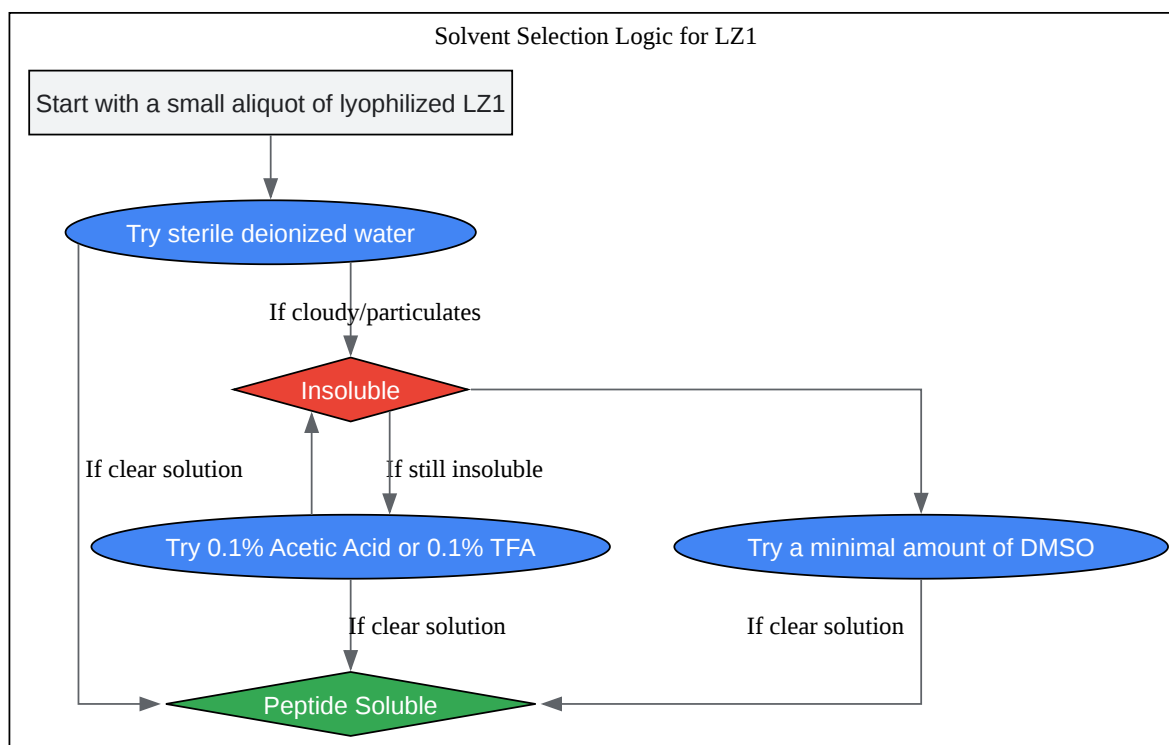 Solvent Selection Logic for LZ1
Start with a small aliquot of lyophilized LZ1
Try sterile deionized water
If cloudy/particulates
Insoluble
If clear solution
If still insoluble
Try 0.1% Acetic Acid or 0.1% TFA
Try a minimal amount of DMSO
If clear solution
If clear solution
Peptide Soluble